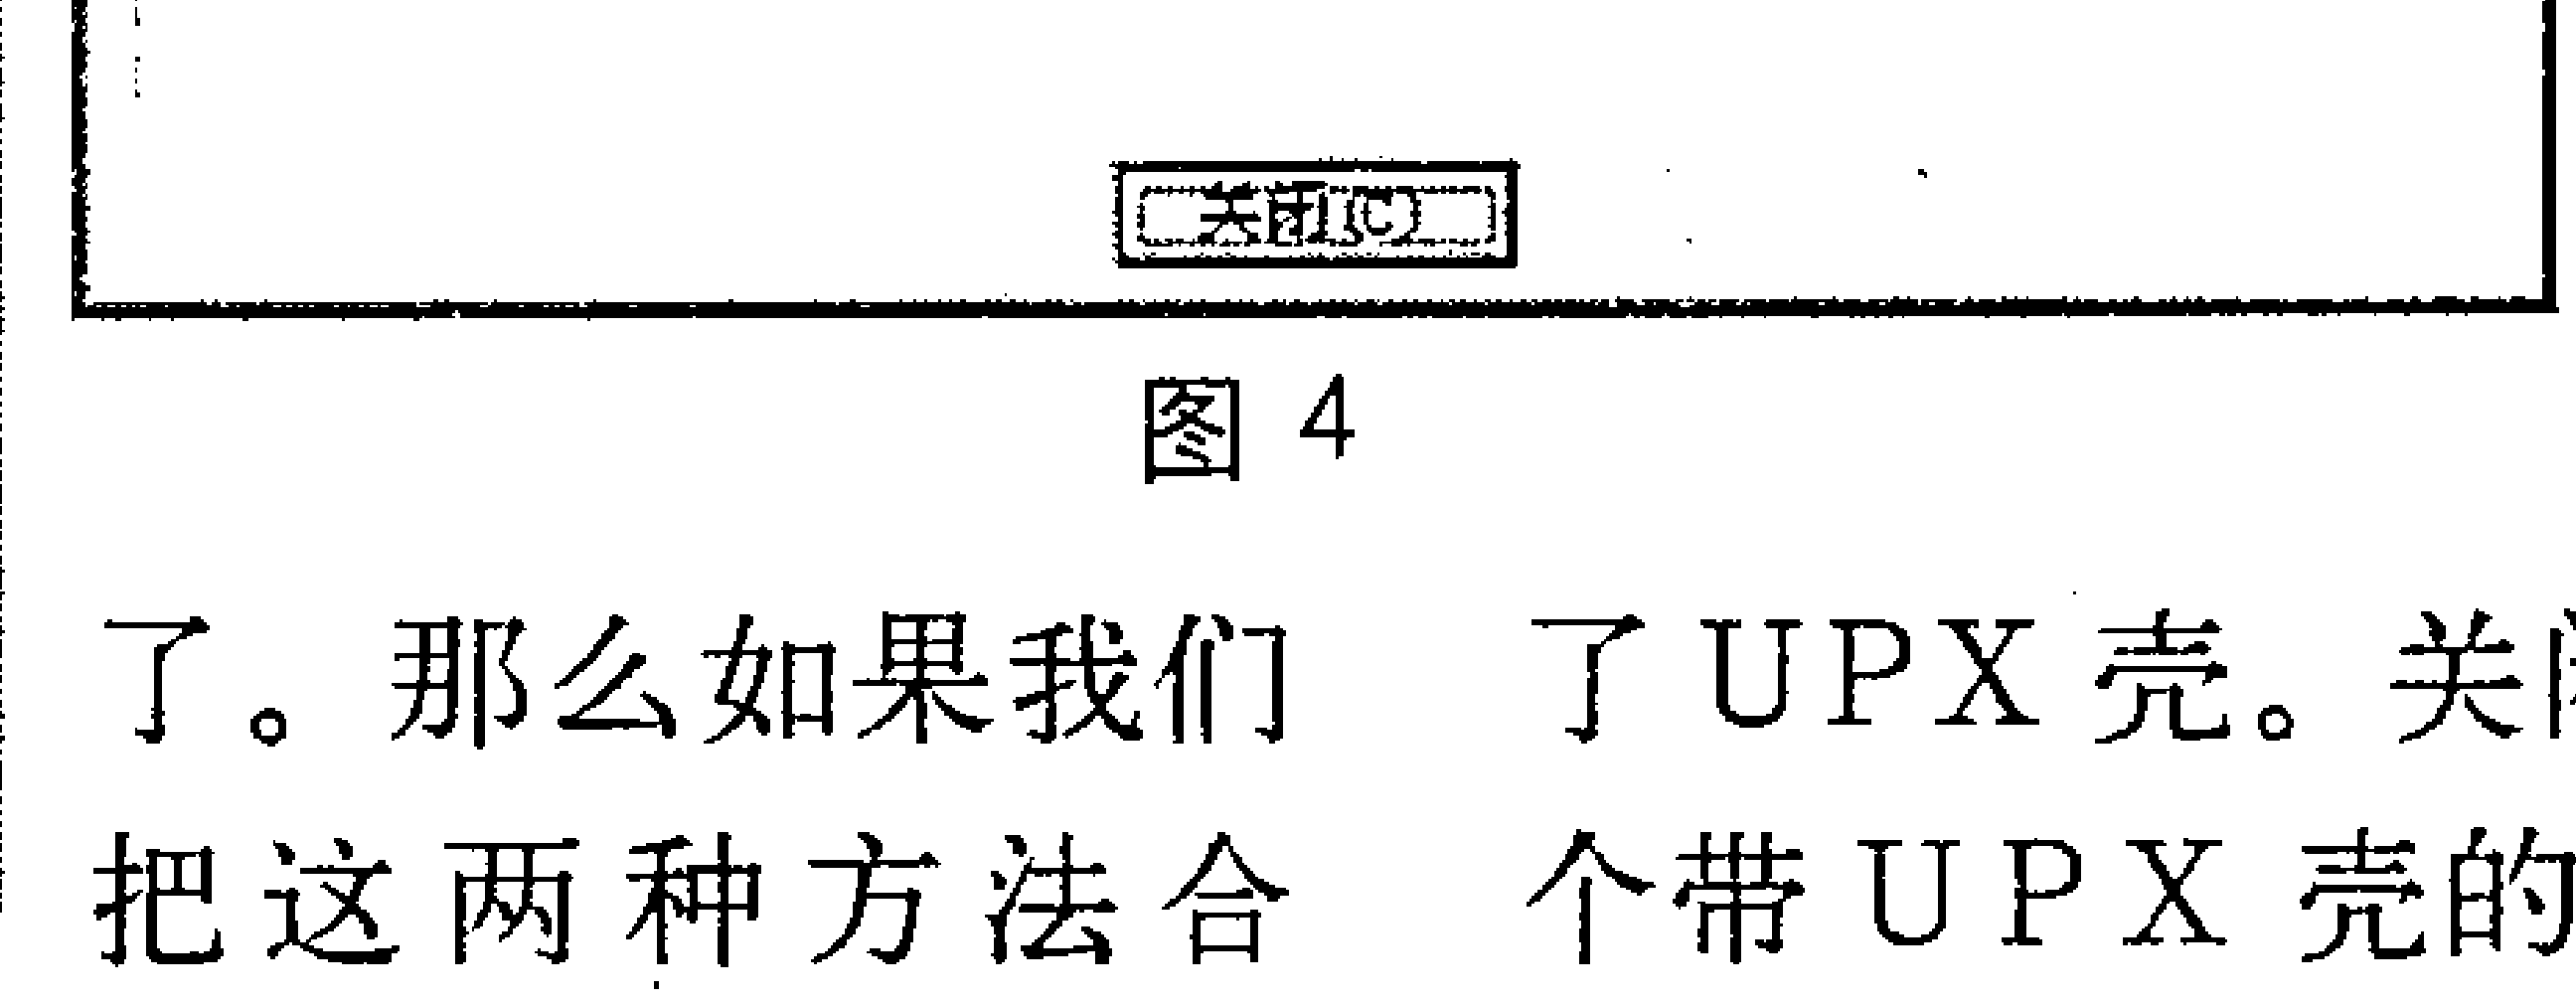 关闭(C)
图 4
了。那么如果我们
把这两种方法合
了UPX壳。关
个带UPX壳的